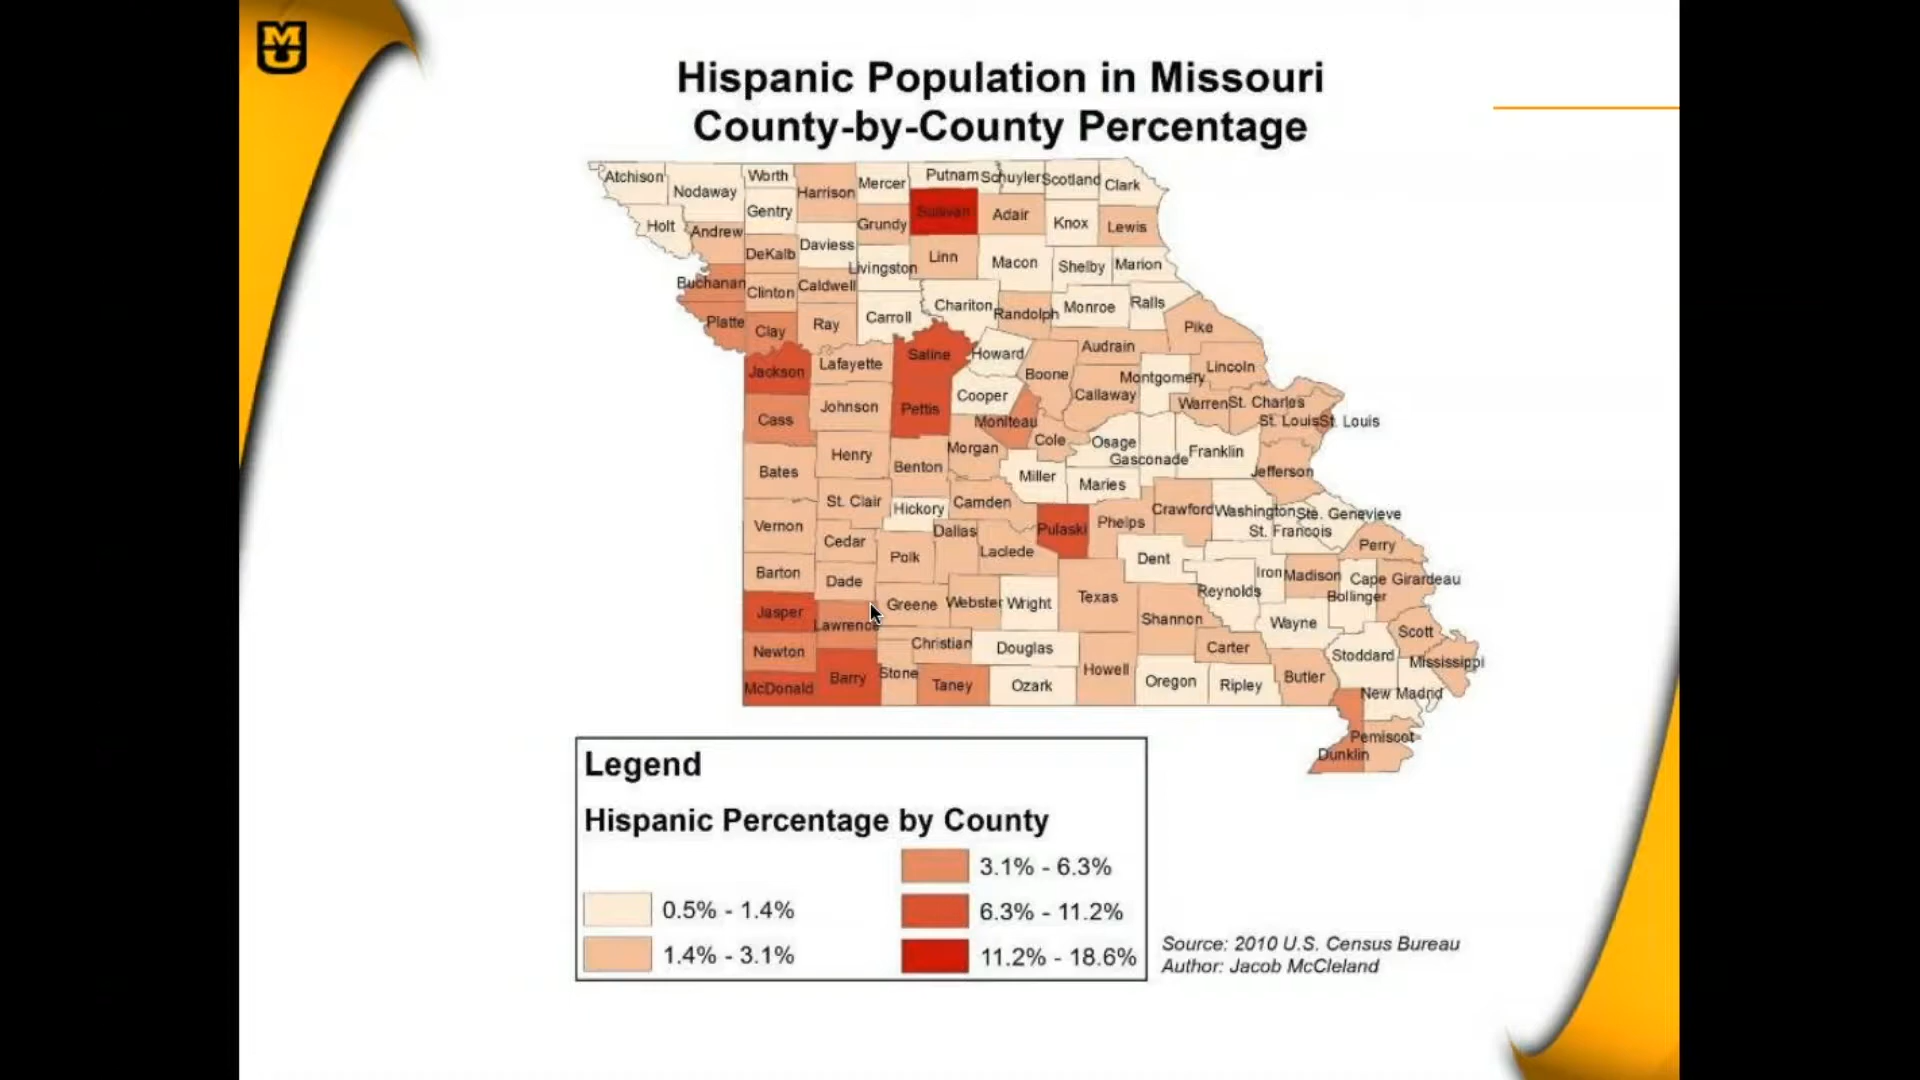 MU
Hispanic Population in Missouri
County-by-County Percentage
Atchison
Nodaway
Worth
Harrison
Mercer
Putnam
Schuyler
Scotland
Clark
Gentry
Holt
Andrew
Grundy
Sullivan
Adair
Knox
Lewis
DeKalb
Daviess
Livingston
Linn
Macon
Shelby
Marion
Buchanan
Clinton
Caldwell
Carroll
Chariton
Randolph
Monroe
Ralls
Platte
Clay
Ray
Pike
Jackson
Lafayette
Saline
Howard
Boone
Audrain
Montgomery
Lincoln
Cass
Johnson
Pettis
Cooper
Moniteau
Callaway
Warren
St. Charles
St. Louis
St. Louis
Bates
Henry
Benton
Morgan
Cole
Osage
Gasconade
Franklin
Jefferson
Miller
Maries
Vernon
St. Clair
Hickory
Camden
Pulaski
Phelps
Crawford
Washington
Ste. Genevieve
St. Francois
Cedar
Polk
Dallas
Laclede
Dent
Perry
Barton
Dade
Greene
Webster
Wright
Texas
Reynolds
Iron
Madison
Cape Girardeau
Bollinger
Jasper
Lawrence
Shannon
Wayne
Scott
Newton
Christian
Douglas
Howell
Carter
Stoddard
Mississippi
McDonald
Barry
Stone
Taney
Ozark
Oregon
Ripley
Butler
New Madrid
Pemiscot
Dunklin
Legend
Hispanic Percentage by County
3.1% - 6.3%
0.5% - 1.4%
6.3% - 11.2%
1.4% - 3.1%
11.2% - 18.6%
Source: 2010 U.S. Census Bureau
Author: Jacob McCleland